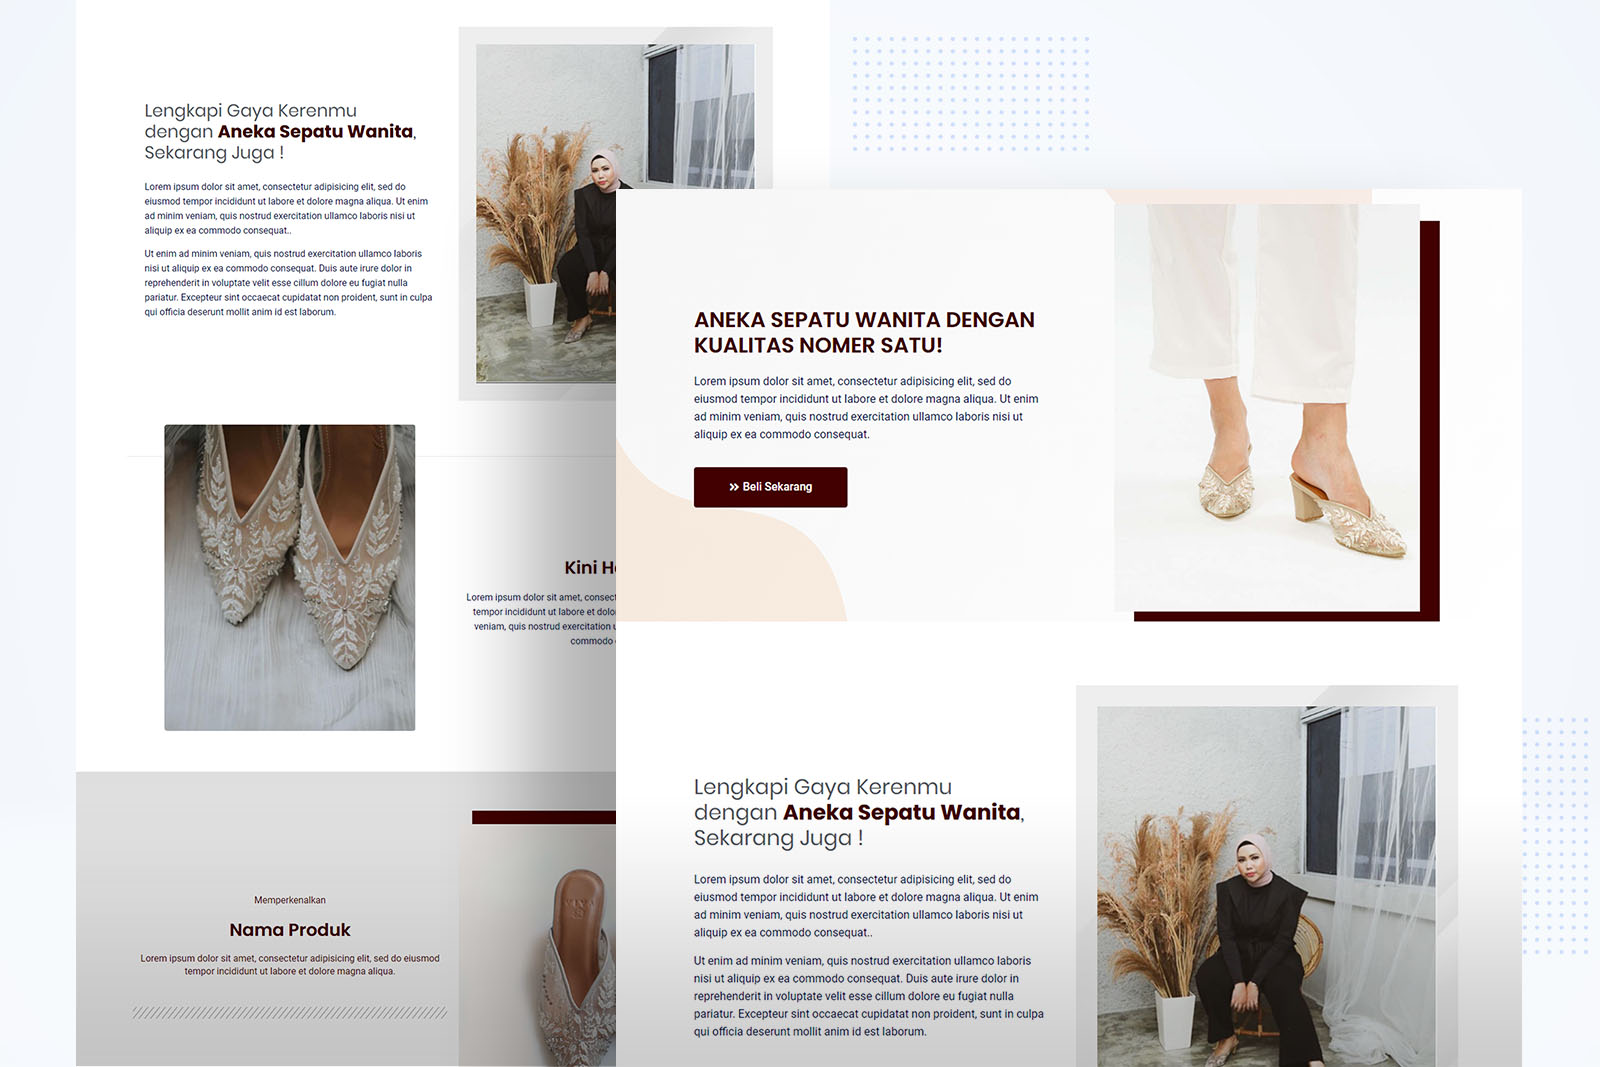 Lengkapi Gaya Kerenmu
dengan Aneka Sepatu Wanita,
Sekarang Juga !
Lorem ipsum dolor sit amet, consectetur adipisicing elit, sed do
eiusmod tempor incididunt ut labore et dolore magna aliqua. Ut enim
ad minim veniam, quis nostrud exercitation ullamco laboris nisi ut
aliquip ex ea commodo consequat..
Ut enim ad minim veniam, quis nostrud exercitation ullamco laboris
nisi ut aliquip ex ea commodo consequat. Duis aute irure dolor in
reprehenderit in voluptate velit esse cillum dolore eu fugiat nulla
pariatur. Excepteur sint occaecat cupidatat non proident, sunt in culpa
qui officia deserunt mollit anim id est laborum.
Kini
Lorem ipsum dolor sit amet,
tempor incididunt ut labore et
veniam, quis nostrud exercitation
commodo
Memperkenalkan
Nama Produk
Lorem ipsum dolor sit amet, consectetur adipisicing elit, sed do eiusmod
tempor incididunt ut labore et dolore magna aliqua.
ANEKA SEPATU WANITA DENGAN
KUALITAS NOMER SATU!
Lorem ipsum dolor sit amet, consectetur adipisicing elit, sed do
eiusmod tempor incididunt ut labore et dolore magna aliqua. Ut enim
ad minim veniam, quis nostrud exercitation ullamco laboris nisi ut
aliquip ex ea commodo consequat.
Beli Sekarang
Lengkapi Gaya Kerenmu
dengan Aneka Sepatu Wanita,
Sekarang Juga !
Lorem ipsum dolor sit amet, consectetur adipisicing elit, sed do
eiusmod tempor incididunt ut labore et dolore magna aliqua. Ut enim
ad minim veniam, quis nostrud exercitation ullamco laboris nisi ut
aliquip ex ea commodo consequat..
Ut enim ad minim veniam, quis nostrud exercitation ullamco laboris
nisi ut aliquip ex ea commodo consequat. Duis aute irure dolor in
reprehenderit in voluptate velit esse cillum dolore eu fugiat nulla
pariatur. Excepteur sint occaecat cupidatat non proident, sunt in culpa
qui officia deserunt mollit anim id est laborum.